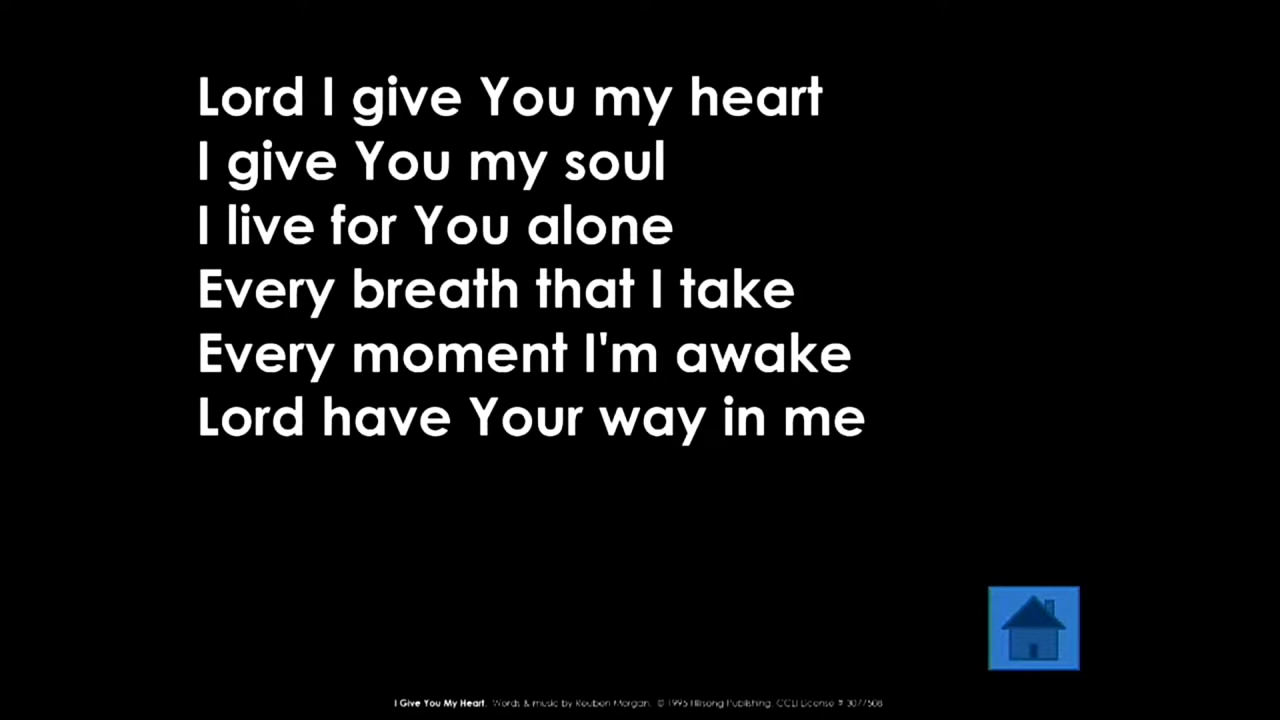 Lord I give You my heart
I give You my soul
I live for You alone
Every breath that I take
Every moment I'm awake
Lord have Your way in me
I Give You My Heart. Words & music by Reuben Morgan. © 1995 Hillsong Publishing. CCLI License # 3077508